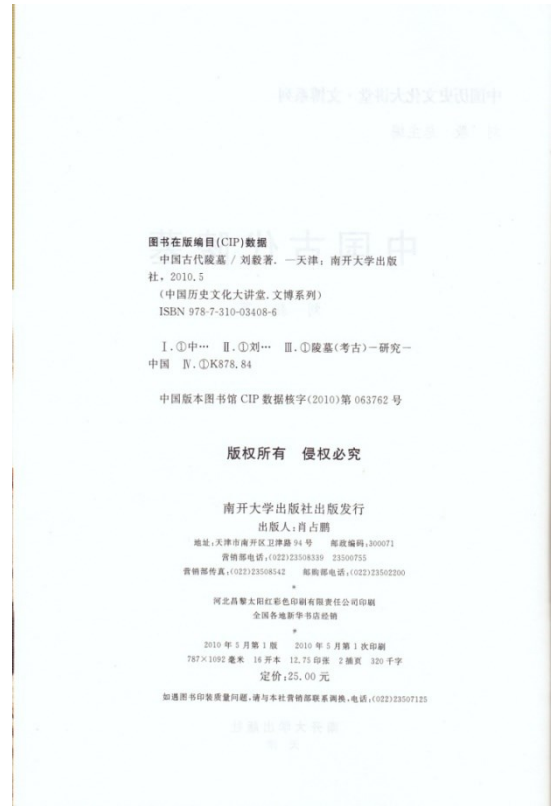 图书在版编目(CIP)数据
中国古代陵墓 / 刘毅著. —天津: 南开大学出版
社, 2010.5
(中国历史文化大讲堂.文博系列)
ISBN 978-7-310-03408-6
Ⅰ.①中… Ⅱ.①刘… Ⅲ.①陵墓(考古)－研究－
中国 Ⅳ.①K878.84
中国版本图书馆 CIP 数据核字(2010)第 063762 号
版权所有 侵权必究
南开大学出版社出版发行
出版人:肖占鹏
地址:天津市南开区卫津路 94 号 邮政编码:300071
营销部电话:(022)23508339 23500755
营销部传真:(022)23508542 邮购部电话:(022)23502200
*
河北昌黎太阳红彩色印刷有限责任公司印刷
全国各地新华书店经销
*
2010 年 5 月第 1 版 2010 年 5 月第 1 次印刷
787×1092 毫米 16 开本 12.75 印张 2 插页 320 千字
定价:25.00 元
如遇图书印装质量问题,请与本社营销部联系调换,电话:(022)23507125